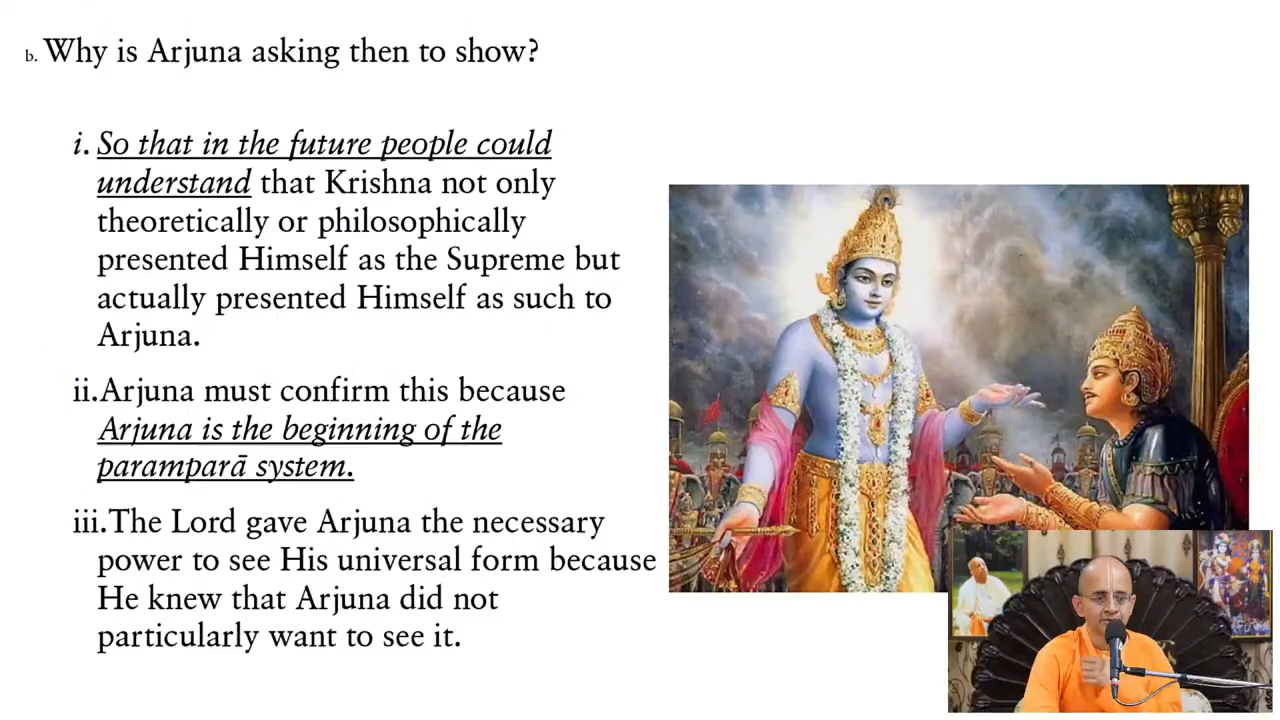 b. Why is Arjuna asking then to show?
i. So that in the future people could
understand that Krishna not only
theoretically or philosophically
presented Himself as the Supreme but
actually presented Himself as such to
Arjuna.
ii.Arjuna must confirm this because
Arjuna is the beginning of the
paramparā system.
iii.The Lord gave Arjuna the necessary
power to see His universal form because
He knew that Arjuna did not
particularly want to see it.